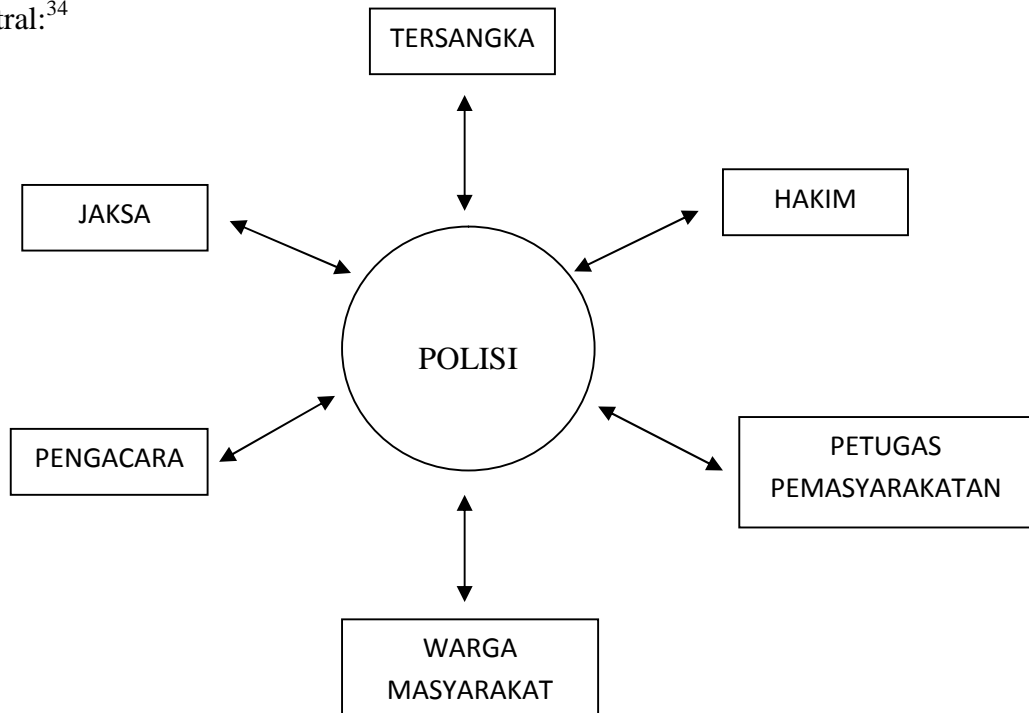 tral:34
TERSANGKA
JAKSA
HAKIM
POLISI
PENGACARA
PETUGAS
PEMASYARAKATAN
WARGA
MASYARAKAT